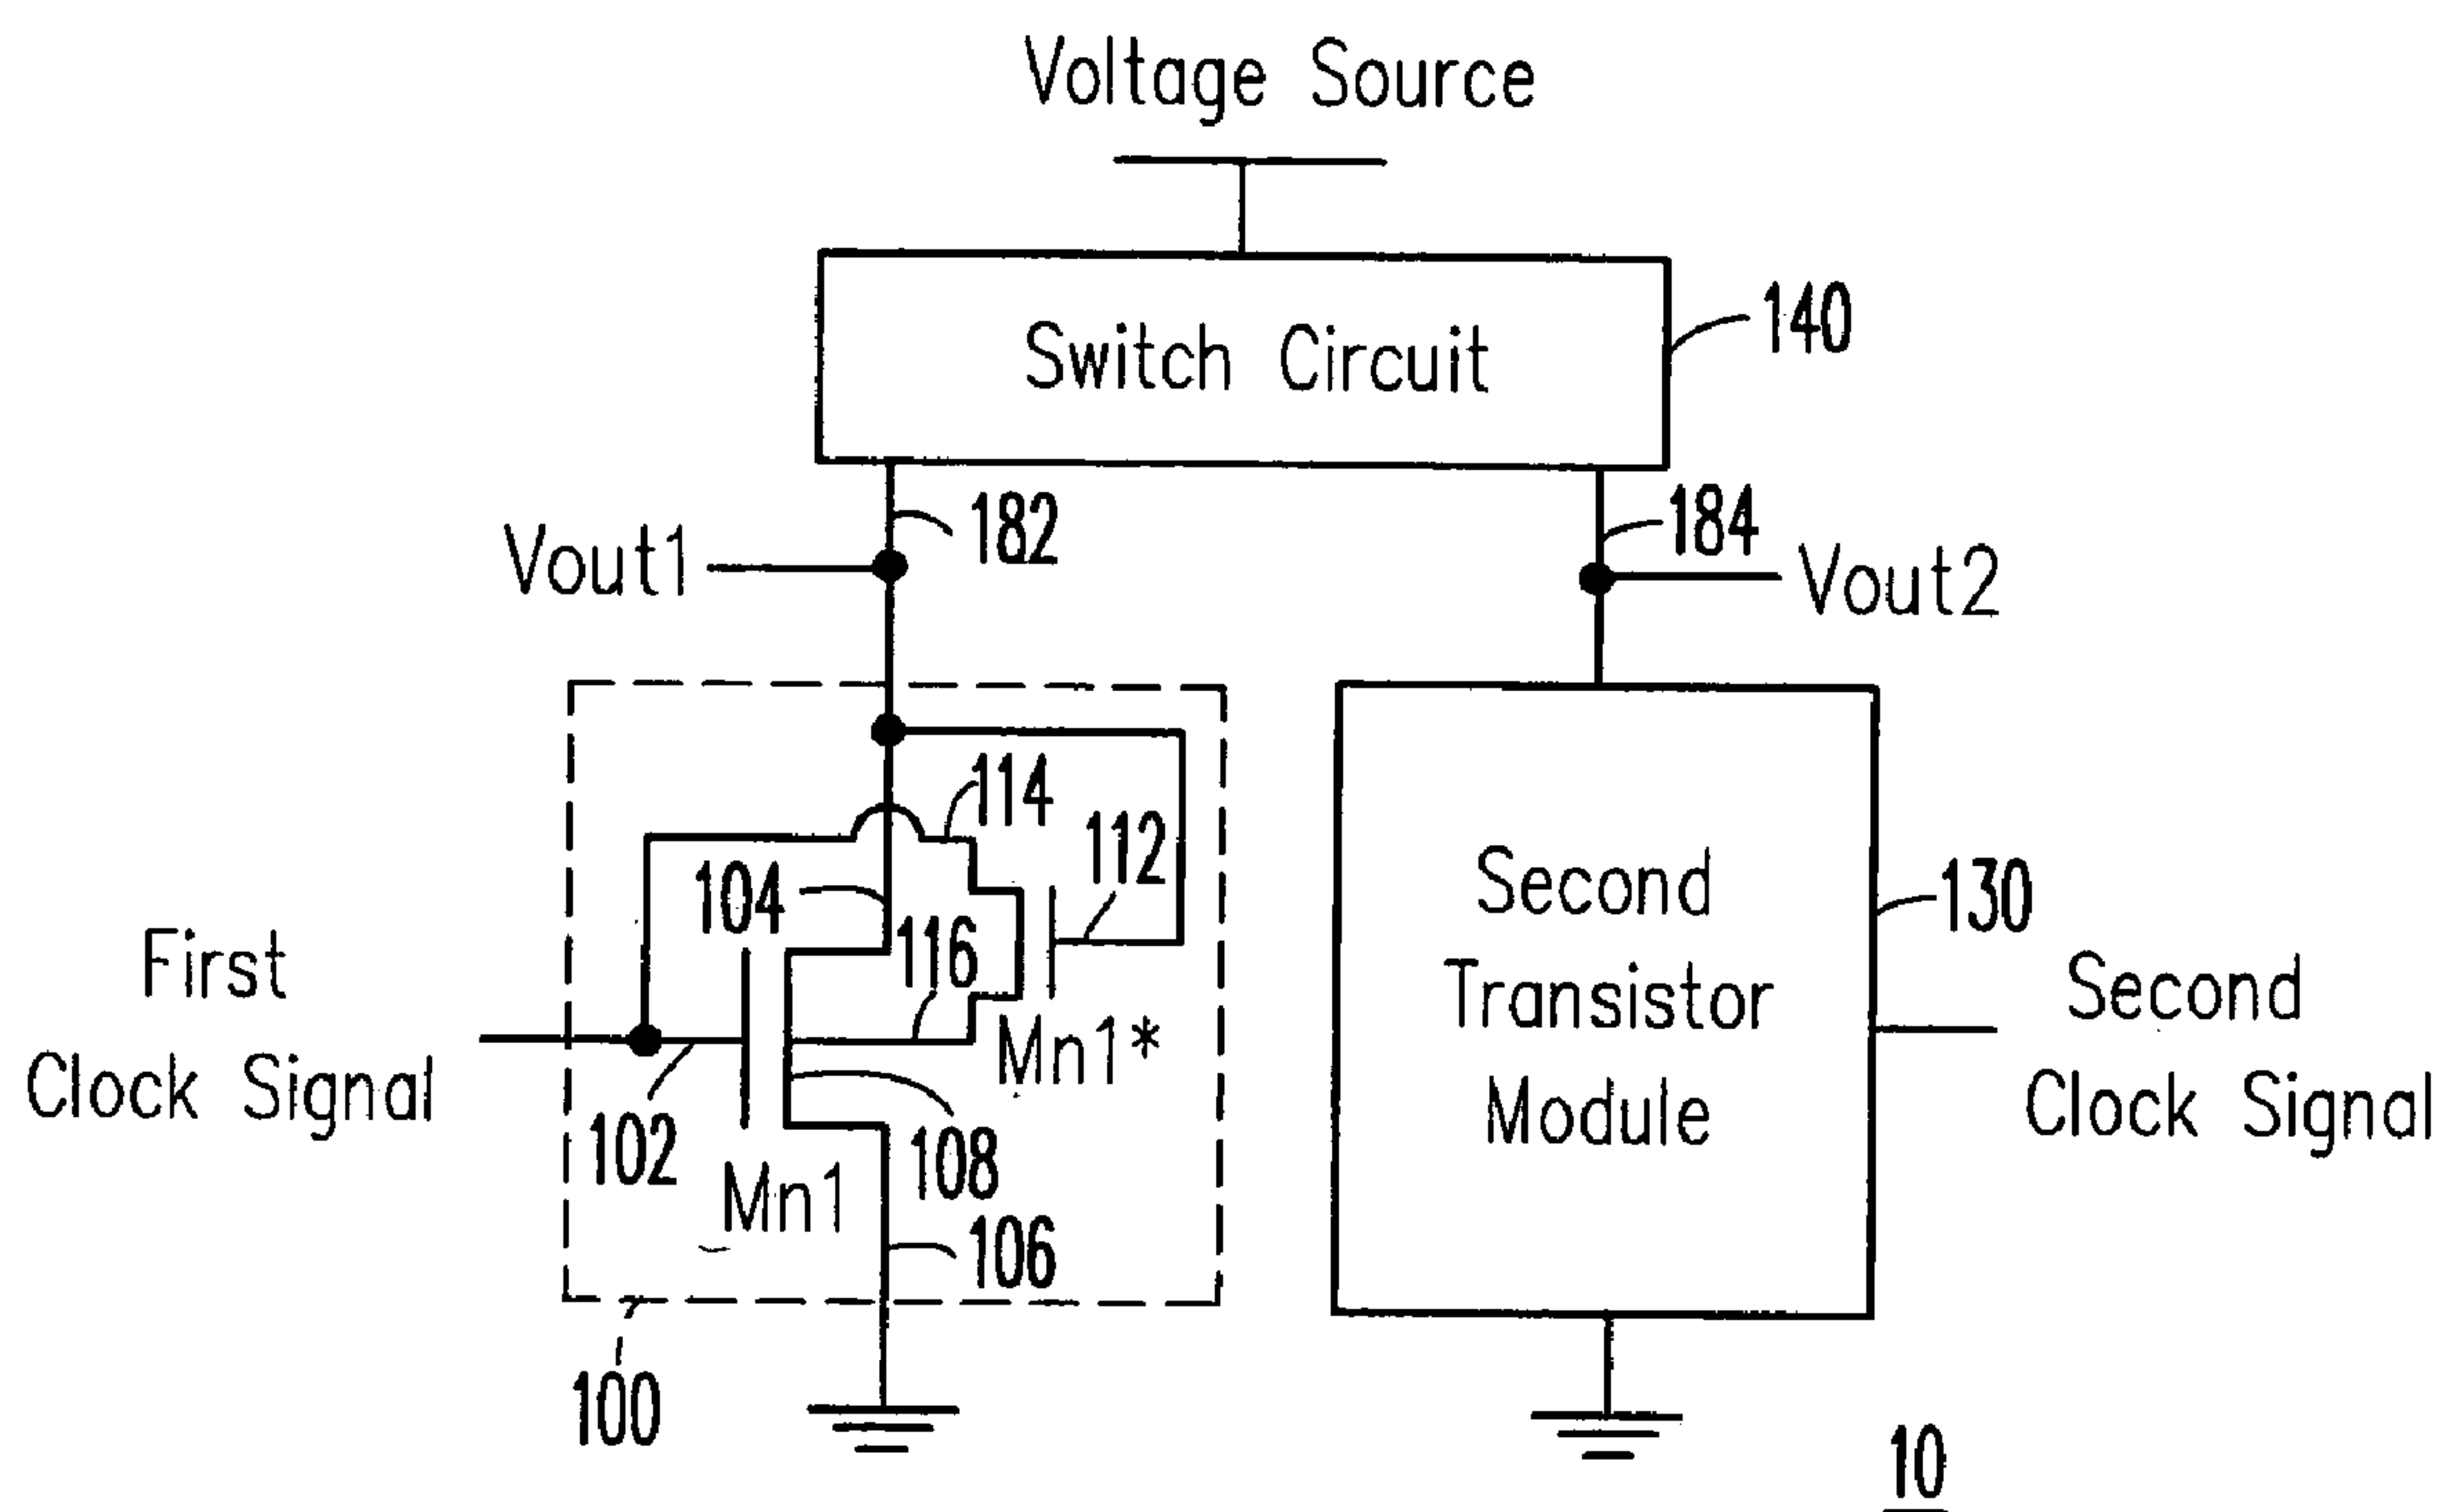 Voltage Source
Switch Circuit
140
182
184
Vout1
Vout2
114
112
104
116
130
First
Clock Signal
Second
Transistor
Module
Second
Clock Signal
Mn1*
102
108
Mn1
106
100
10